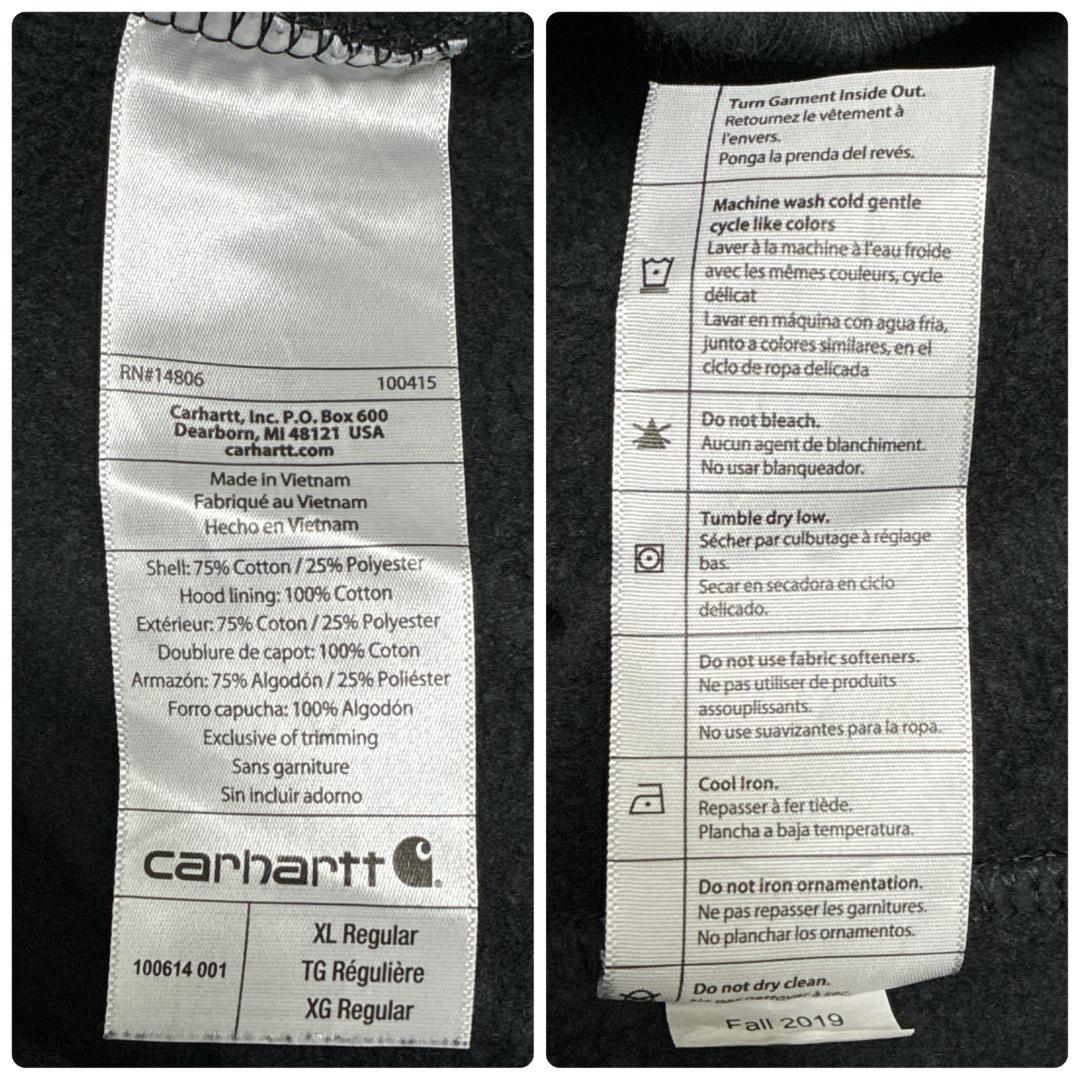 RN#14806 100415
Carhartt, Inc. P.O. Box 600
Dearborn, MI 48121 USA
carhartt.com
Made in Vietnam
Fabriqué au Vietnam
Hecho en Vietnam
Shell: 75% Cotton / 25% Polyester
Hood lining: 100% Cotton
Extérieur: 75% Coton / 25% Polyester
Doublure de capot: 100% Coton
Armazón: 75% Algodón / 25% Poliéster
Forro capucha: 100% Algodón
Exclusive of trimming
Sans garniture
Sin incluir adorno
carhartt
100614 001
XL Regular
TG Régulière
XG Regular
Turn Garment Inside Out.
Retournez le vêtement à
l'envers.
Ponga la prenda del revés.
Machine wash cold gentle
cycle like colors
Laver à la machine à l'eau froide
avec les mêmes couleurs, cycle
délicat
Lavar en máquina con agua fria,
junto a colores similares, en el
ciclo de ropa delicada
Do not bleach.
Aucun agent de blanchiment.
No usar blanqueador.
Tumble dry low.
Sécher par culbutage à réglage
bas.
Secar en secadora en ciclo
delicado.
Do not use fabric softeners.
Ne pas utiliser de produits
assouplissants.
No use suavizantes para la ropa.
Cool Iron.
Repasser à fer tiède.
Plancha a baja temperatura.
Do not iron ornamentation.
Ne pas repasser les garnitures.
No planchar los ornamentos.
Do not dry clean.
Fall 2019